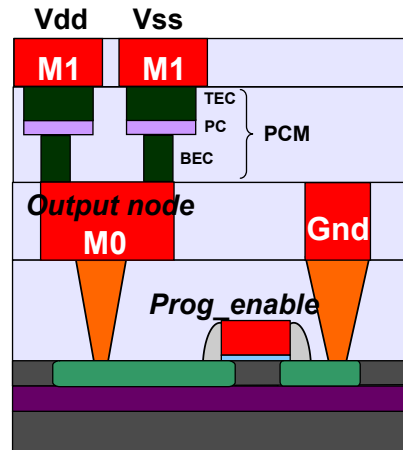 Vdd Vss
M1 M1
TEC
PC
PCM
BEC
Output node
M0
Gnd
Prog_enable